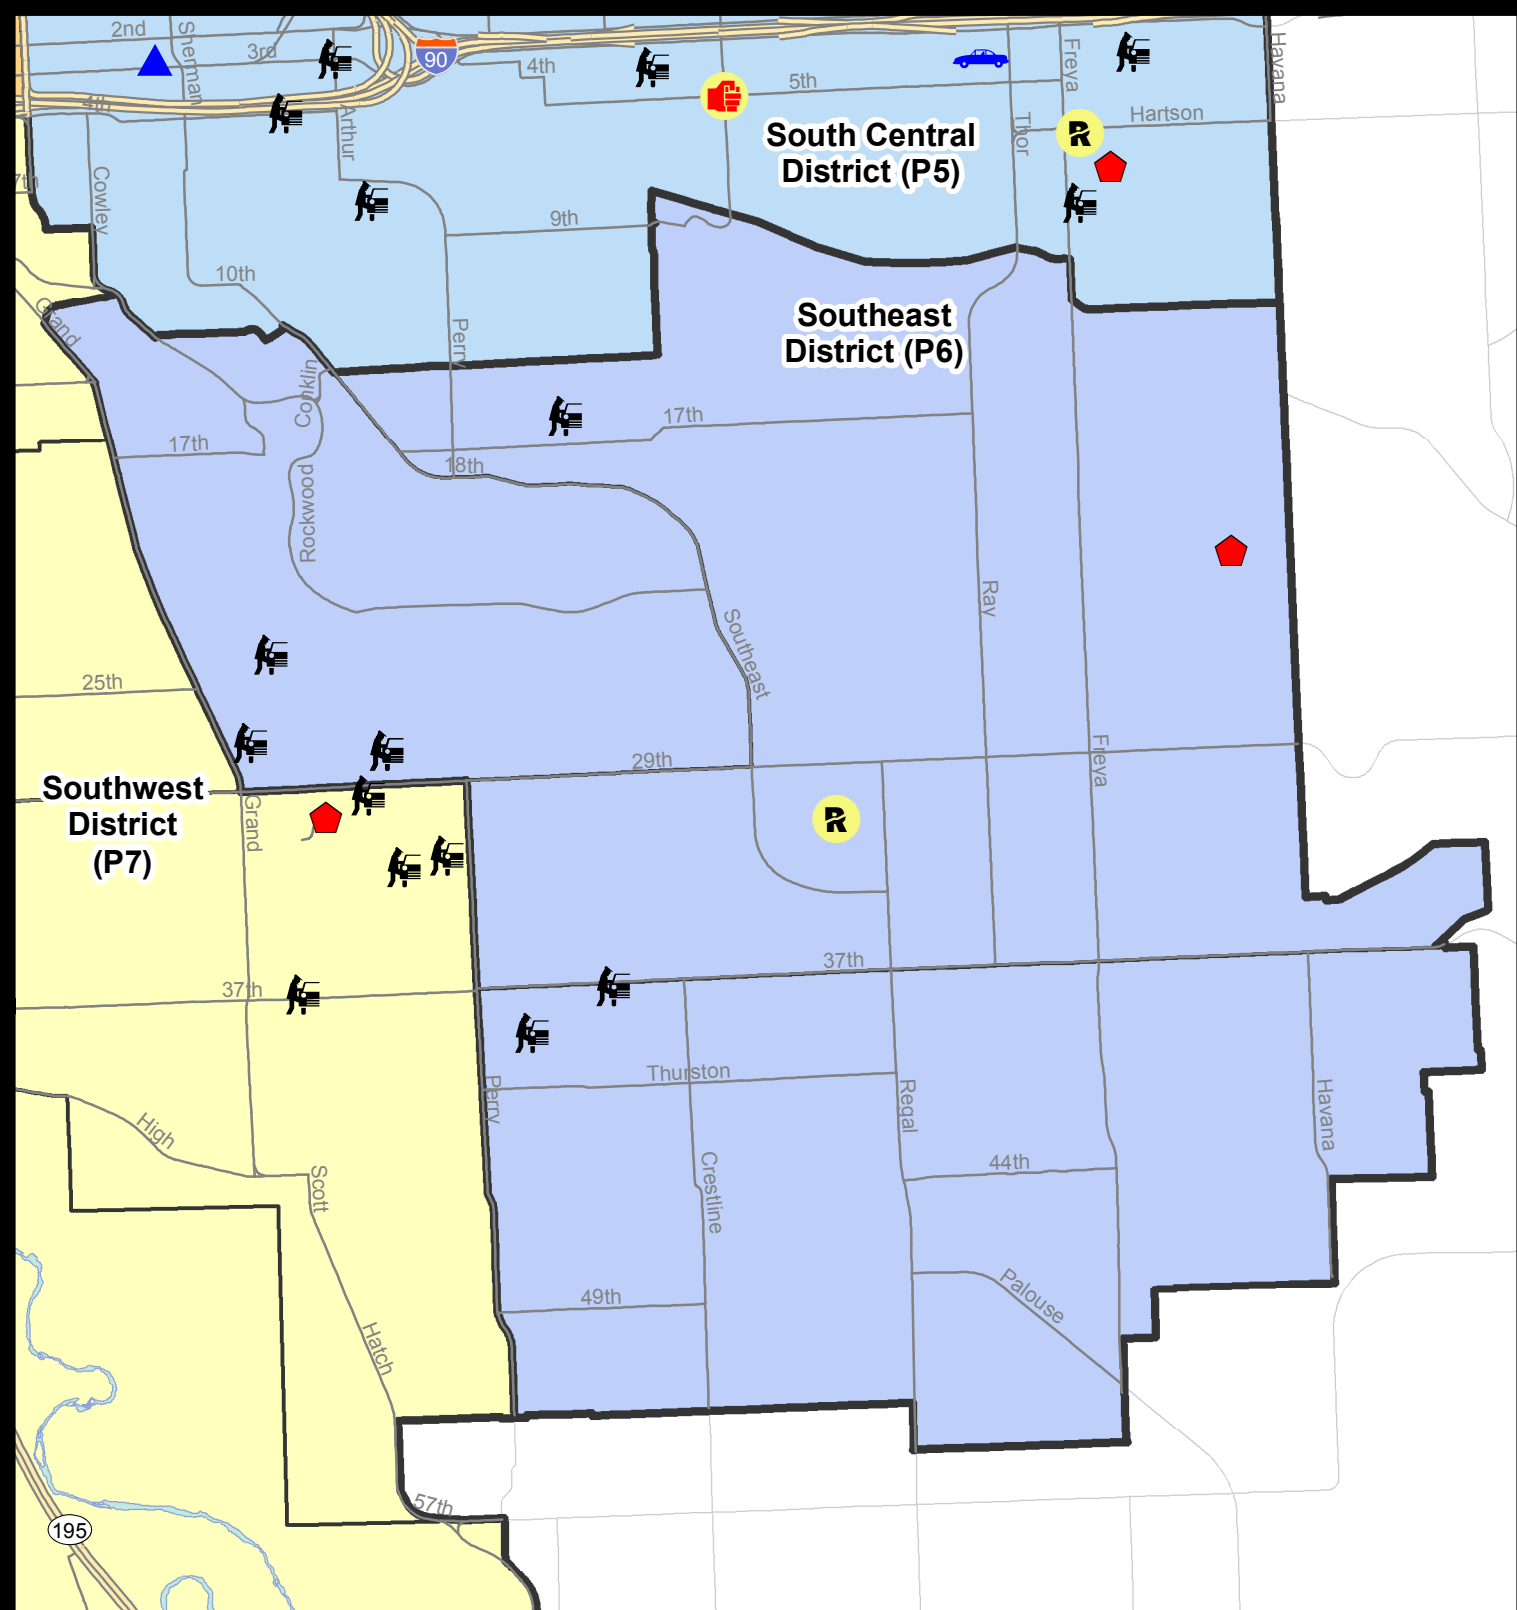 2nd
3rd
Sherman
90
4th
5th
Freya
Havana
4th
Arthur
Hartson
Thor
R
South Central
District (P5)
7th
Cowley
9th
10th
Grand
Perry
Southeast
District (P6)
Conklin
17th
17th
18th
Rockwood
Ray
Southeast
25th
29th
Freya
Southwest
District
(P7)
Grand
R
37th
37th
Perry
Thurston
Regal
Havana
High
Scott
Crestline
44th
49th
Palouse
Hatch
57th
195